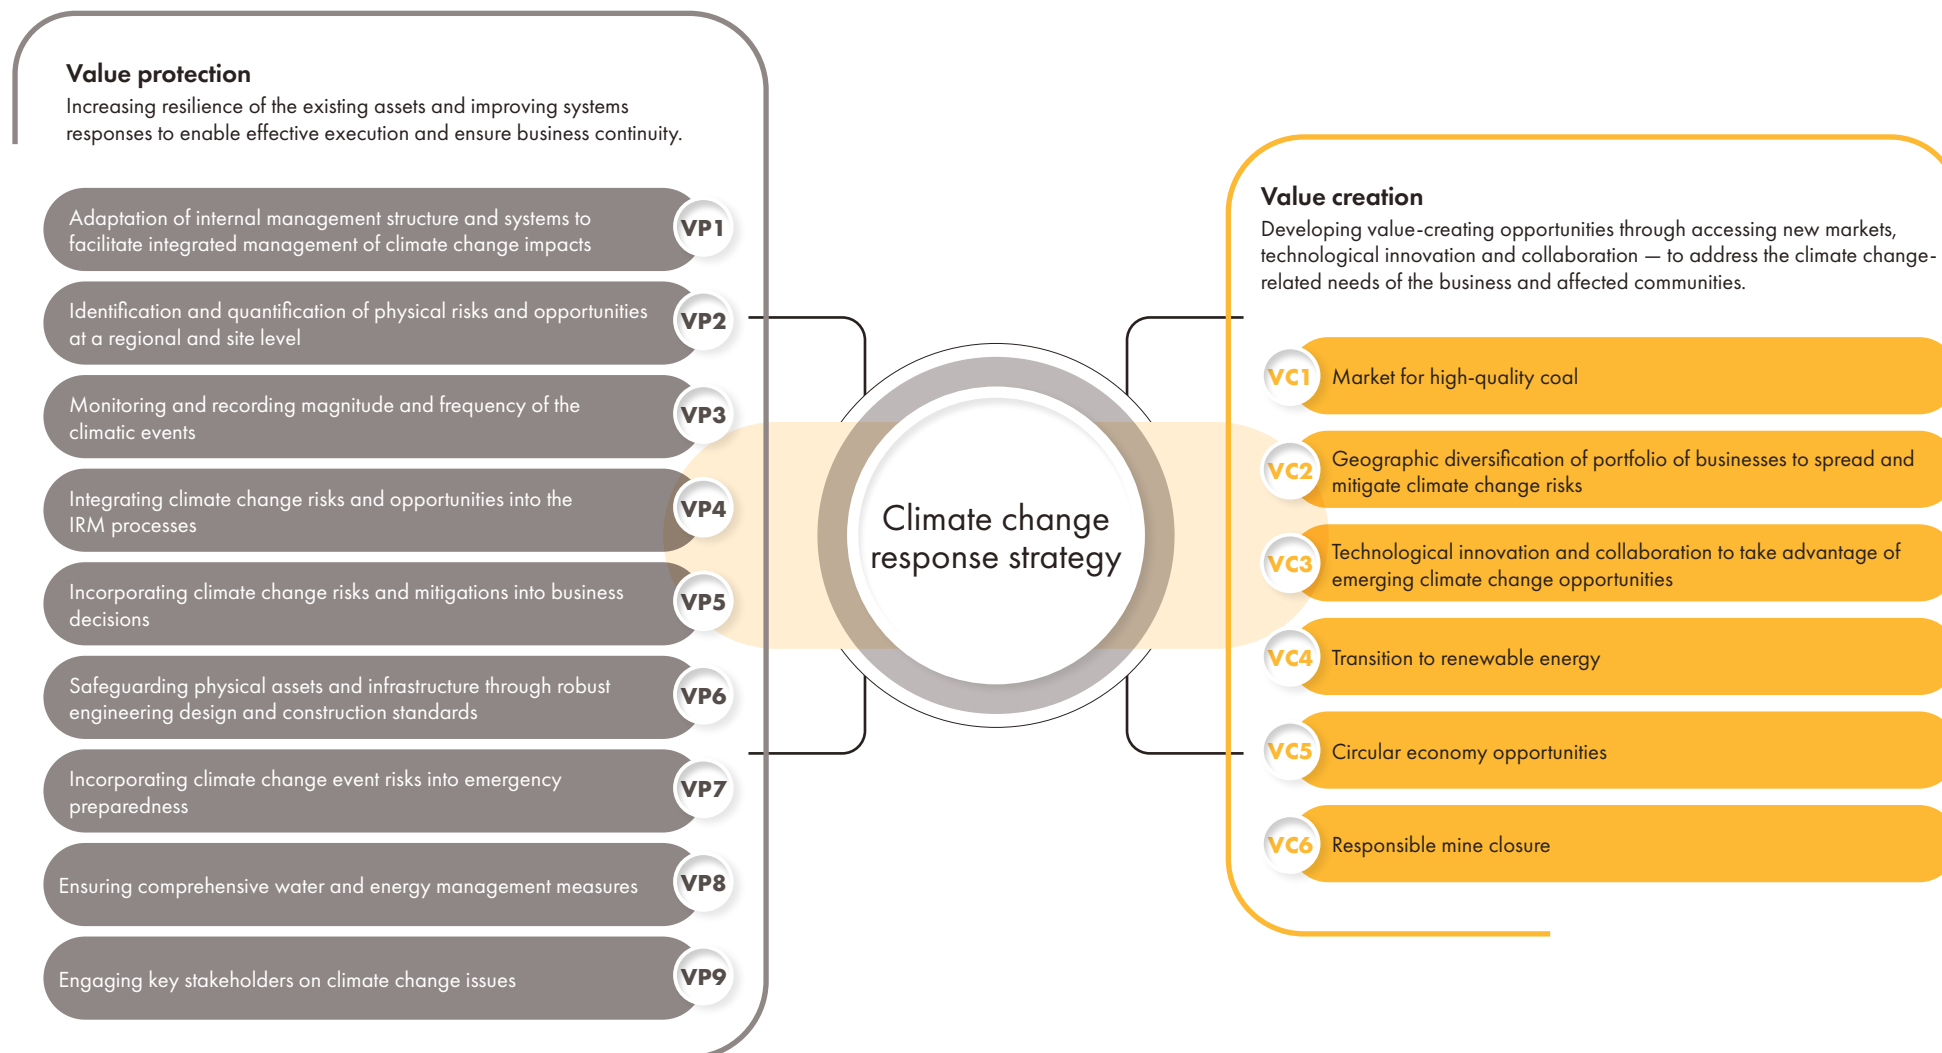 Value protection
Increasing resilience of the existing assets and improving systems
responses to enable effective execution and ensure business continuity.
Adaptation of internal management structure and systems to
facilitate integrated management of climate change impacts
VP1
Identification and quantification of physical risks and opportunities
at a regional and site level
VP2
Monitoring and recording magnitude and frequency of the
climatic events
VP3
Integrating climate change risks and opportunities into the
IRM processes
VP4
Incorporating climate change risks and mitigations into business
decisions
VP5
Safeguarding physical assets and infrastructure through robust
engineering design and construction standards
VP6
Incorporating climate change event risks into emergency
preparedness
VP7
Ensuring comprehensive water and energy management measures
VP8
Engaging key stakeholders on climate change issues
VP9
Climate change
response strategy
Value creation
Developing value-creating opportunities through accessing new markets,
technological innovation and collaboration — to address the climate change-
related needs of the business and affected communities.
VC1
Market for high-quality coal
VC2
Geographic diversification of portfolio of businesses to spread and
mitigate climate change risks
VC3
Technological innovation and collaboration to take advantage of
emerging climate change opportunities
VC4
Transition to renewable energy
VC5
Circular economy opportunities
VC6
Responsible mine closure